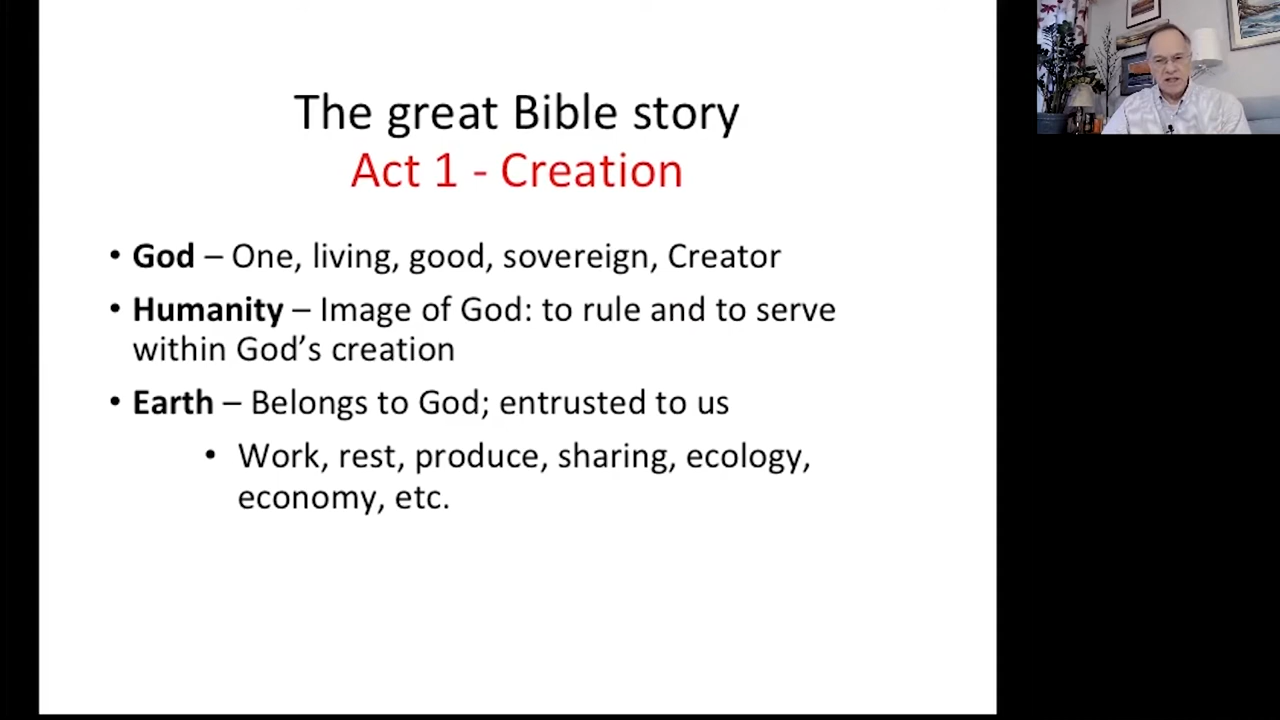 The great Bible story
Act 1 - Creation
• God – One, living, good, sovereign, Creator
• Humanity – Image of God: to rule and to serve
within God’s creation
• Earth – Belongs to God; entrusted to us
• Work, rest, produce, sharing, ecology,
economy, etc.